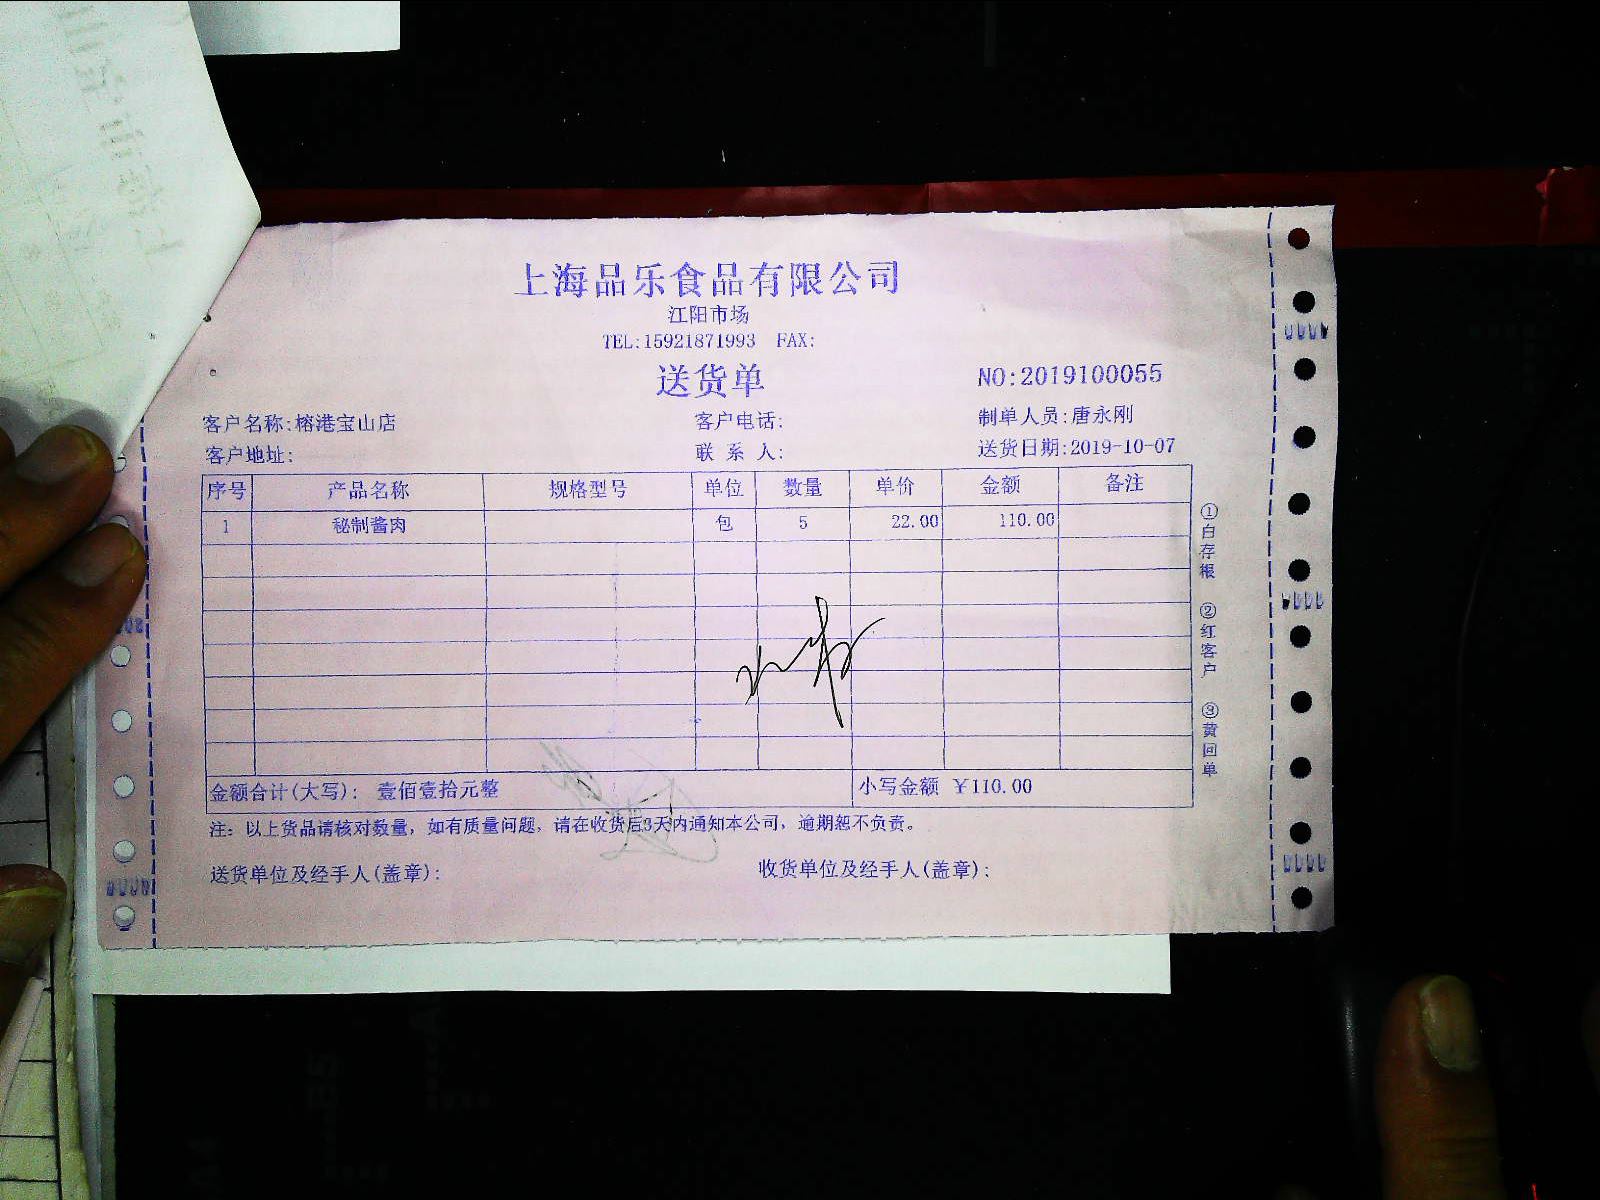 上海品乐食品有限公司
江阳市场
TEL:15921871993 FAX:
送货单
NO:2019100055
客户名称:榕港宝山店 客户电话: 制单人员:唐永刚
客户地址: 联 系 人: 送货日期:2019-10-07
序号 产品名称 规格型号 单位 数量 单价 金额 备注
1 秘制酱肉 包 5 22.00 110.00
金额合计(大写): 壹佰壹拾元整 小写金额 ￥110.00
注: 以上货品请核对数量, 如有质量问题, 请在收货后3天内通知本公司, 逾期恕不负责。
送货单位及经手人(盖章): 收货单位及经手人(盖章):
①白存根 ②红客户 ③黄回单